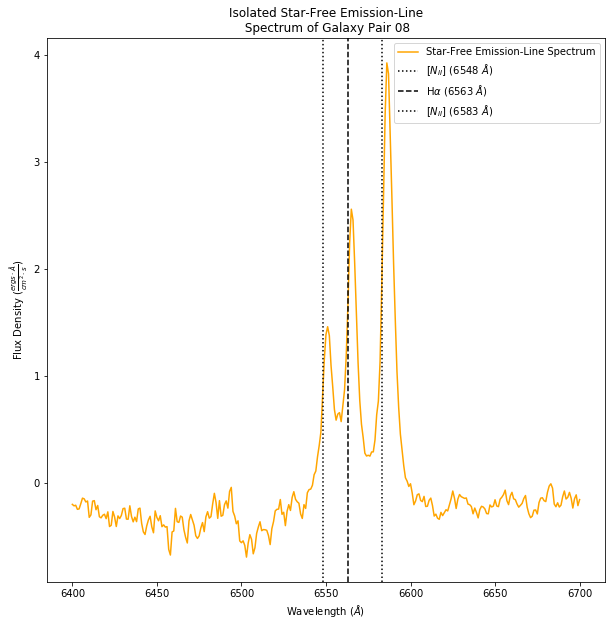 Isolated Star-Free Emission-Line
Spectrum of Galaxy Pair 08
Star-Free Emission-Line Spectrum
[N_{II}] (6548 Å)
Hα (6563 Å)
[N_{II}] (6583 Å)
4
3
2
1
0
Flux Density (ergs · Å / cm² · s)
6400 6450 6500 6550 6600 6650 6700
Wavelength (Å)